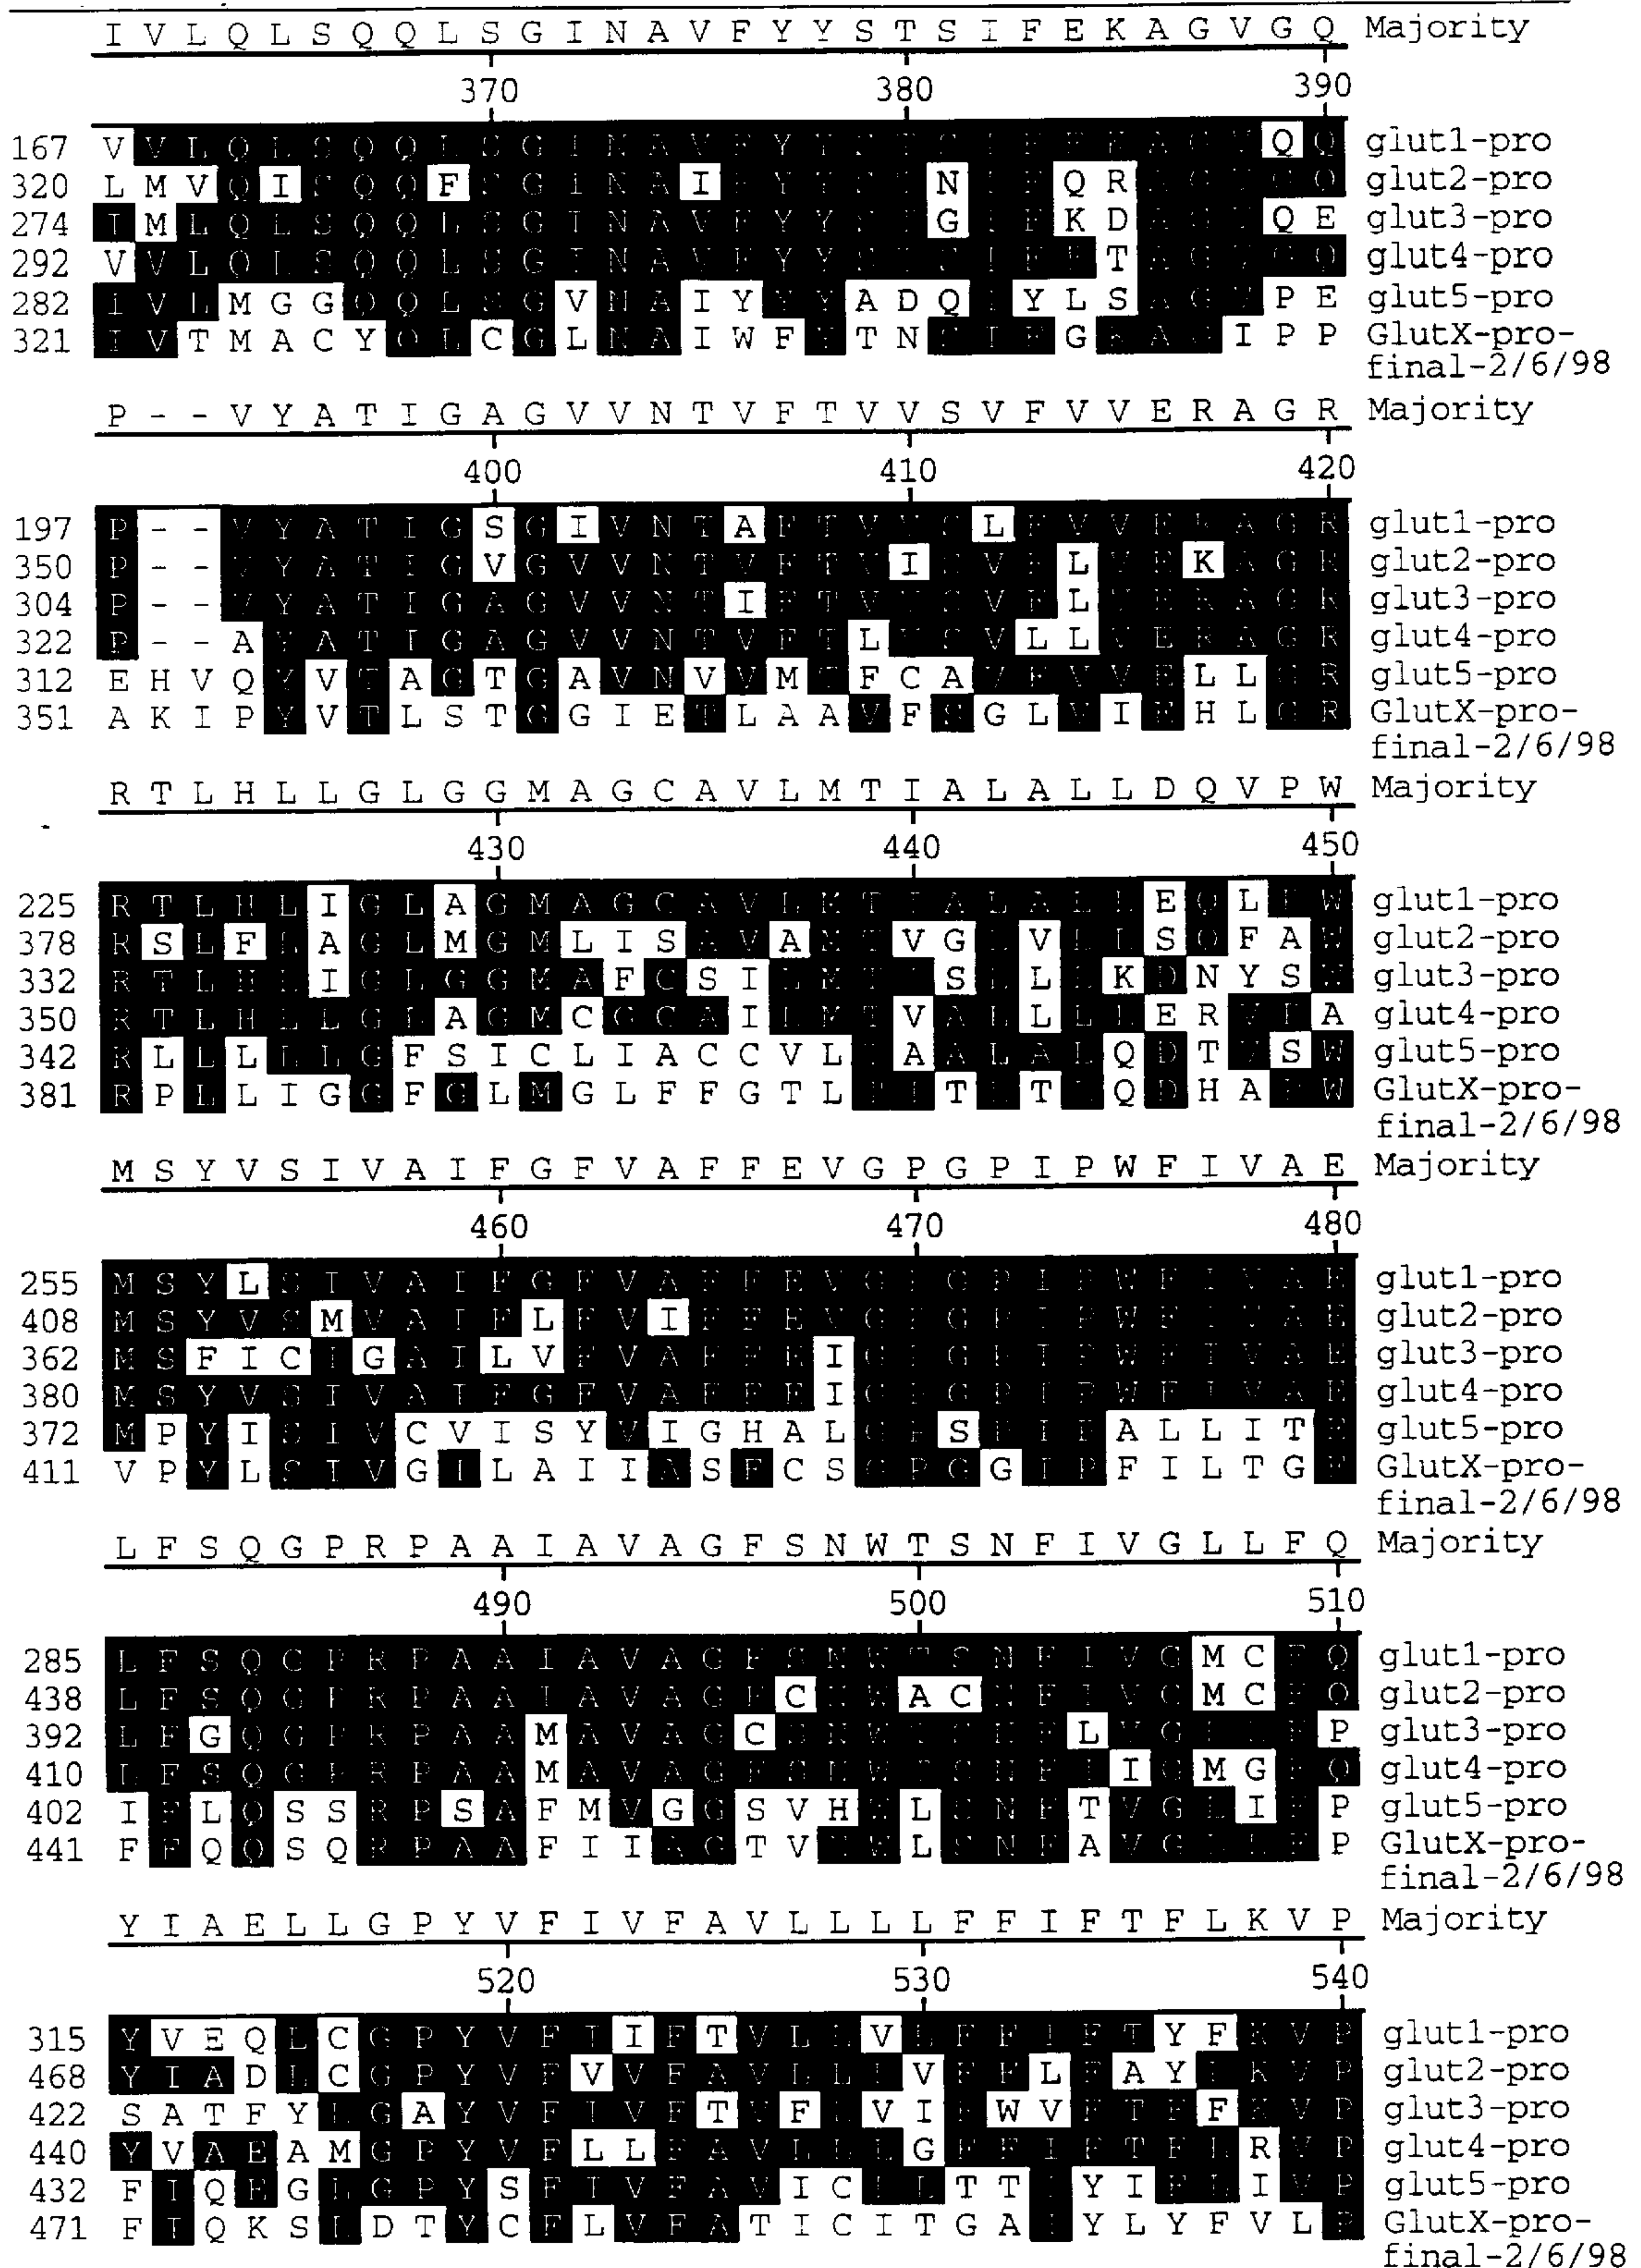 I V L Q L S Q Q L S G I N A V F Y Y S T S I F E K A G V G Q Majority
370 380 390
167 V V L Q L S Q Q L S G I N A V F Y Y S T S I F E K A G V Q Q glut1-pro
320 L M V Q I S Q Q F S G I N A I F Y Y S T N I F Q R A G V G Q glut2-pro
274 I M L Q L S Q Q L S G I N A V F Y Y S T G I F K D A G V Q E glut3-pro
292 V V L Q L S Q Q L S G I N A V F Y Y S T S I F E T A G V G Q glut4-pro
282 I V L M G G Q Q L S G V N A I Y Y Y A D Q I Y L S A G V P E glut5-pro
321 I V T M A C Y Q L C G L N A I W F Y T N S I F G K A G I P P GlutX-pro-
final-2/6/98
P - - V Y A T I G A G V V N T V F T V V S V F V V E R A G R Majority
400 410 420
197 P - - V Y A T I G S G I V N T A F T V V S L F V V E R A G R glut1-pro
350 P - - V Y A T I G V G V V N T V F T V I S V F L V E K A G R glut2-pro
304 P - - V Y A T I G A G V V N T I F T V V S V F L V E R A G R glut3-pro
322 P - - A Y A T I G A G V V N T V F T L V S V L L V E R A G R glut4-pro
312 E H V Q Y V T A G T G A V N V V M T F C A V F V V E L L G R glut5-pro
351 A K I P Y V T L S T G G I E T L A A V F S G L V I E H L G R GlutX-pro-
final-2/6/98
R T L H L L G L G G M A G C A V L M T I A L A L L D Q V P W Majority
430 440 450
225 R T L H L I G L A G M A G C A V L M T I A L A L L E Q L P W glut1-pro
378 R S L F L A G L M G M L I S A V A M T V G L V L L S Q F A W glut2-pro
332 R T L H L I G L G G M A F C S I L M T I S L L L K D N Y S W glut3-pro
350 R T L H L L G L A G M C G C A I L M T V A L L L L E R V P A glut4-pro
342 R L L L L L G F S I C L I A C C V L T A A L A L Q D T V S W glut5-pro
381 R P L L I G G F G L M G L F F G T L T I T L T L Q D H A P W GlutX-pro-
final-2/6/98
M S Y V S I V A I F G F V A F F E V G P G P I P W F I V A E Majority
460 470 480
255 M S Y L S I V A I F G F V A F F E V G P G P I P W F I V A E glut1-pro
408 M S Y V S M V A I F L F V I F F E V G P G P I P W F I V A E glut2-pro
362 M S F I C I G A I L V F V A F F E I G P G P I P W F I V A E glut3-pro
380 M S Y V S I V A I F G F V A F F E I G P G P I P W F I V A E glut4-pro
372 M P Y I S I V C V I S Y V I G H A L G P S P I P A L L I T E glut5-pro
411 V P Y L S I V G I L A I I A S F C S G P G G I P F I L T G E GlutX-pro-
final-2/6/98
L F S Q G P R P A A I A V A G F S N W T S N F I V G L L F Q Majority
490 500 510
285 L F S Q G P R P A A I A V A G F S N W T S N F I V G M C F Q glut1-pro
438 L F S Q G P R P A A I A V A G F C N W A C N F I V G M C F Q glut2-pro
392 L F G Q G P R P A A M A V A G C S N W T S N F L V G L L F P glut3-pro
410 L F S Q G P R P A A M A V A G F S N W T S N F I I G M G F Q glut4-pro
402 I F L Q S S R P S A F M V G G S V H W L S N F T V G L I F P glut5-pro
441 F F Q Q S Q R P A A F I I A G T V N W L S N F A V G L L F P GlutX-pro-
final-2/6/98
Y I A E L L G P Y V F I V F A V L L L L F F I F T F L K V P Majority
520 530 540
315 Y V E Q L C G P Y V F I I F T V L L V L F F I F T Y F K V P glut1-pro
468 Y I A D L C G P Y V F V V F A V L L L V F F L F A Y L K V P glut2-pro
422 S A T F Y L G A Y V F I V F T V F L V I F W V F T F F K V P glut3-pro
440 Y V A E A M G P Y V F L L F A V L L L G F F I F T F L R V P glut4-pro
432 F I Q E G L G P Y S F I V F A V I C L L T T I Y I F L I V P glut5-pro
471 F I Q K S L D T Y C F L V F A T I C I T G A I Y L Y F V L P GlutX-pro-
final-2/6/98